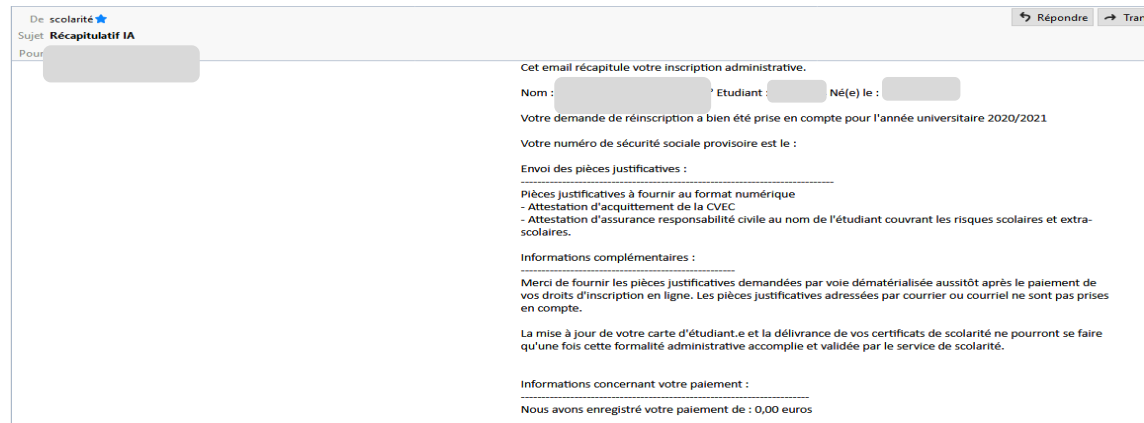 De scolarité
Répondre
Tran
Sujet Récapitulatif IA
Pour
Cet email récapitule votre inscription administrative.
Nom : ° Etudiant : Né(e) le :
Votre demande de réinscription a bien été prise en compte pour l'année universitaire 2020/2021
Votre numéro de sécurité sociale provisoire est le :
Envoi des pièces justificatives :
------------------------------------------------------------------------
Pièces justificatives à fournir au format numérique
- Attestation d'acquittement de la CVEC
- Attestation d'assurance responsabilité civile au nom de l'étudiant couvrant les risques scolaires et extra-
scolaires.
Informations complémentaires :
-------------------------------------------------
Merci de fournir les pièces justificatives demandées par voie dématérialisée aussitôt après le paiement de
vos droits d'inscription en ligne. Les pièces justificatives adressées par courrier ou courriel ne sont pas prises
en compte.
La mise à jour de votre carte d'étudiant.e et la délivrance de vos certificats de scolarité ne pourront se faire
qu'une fois cette formalité administrative accomplie et validée par le service de scolarité.
Informations concernant votre paiement :
------------------------------------------------------------------
Nous avons enregistré votre paiement de : 0,00 euros